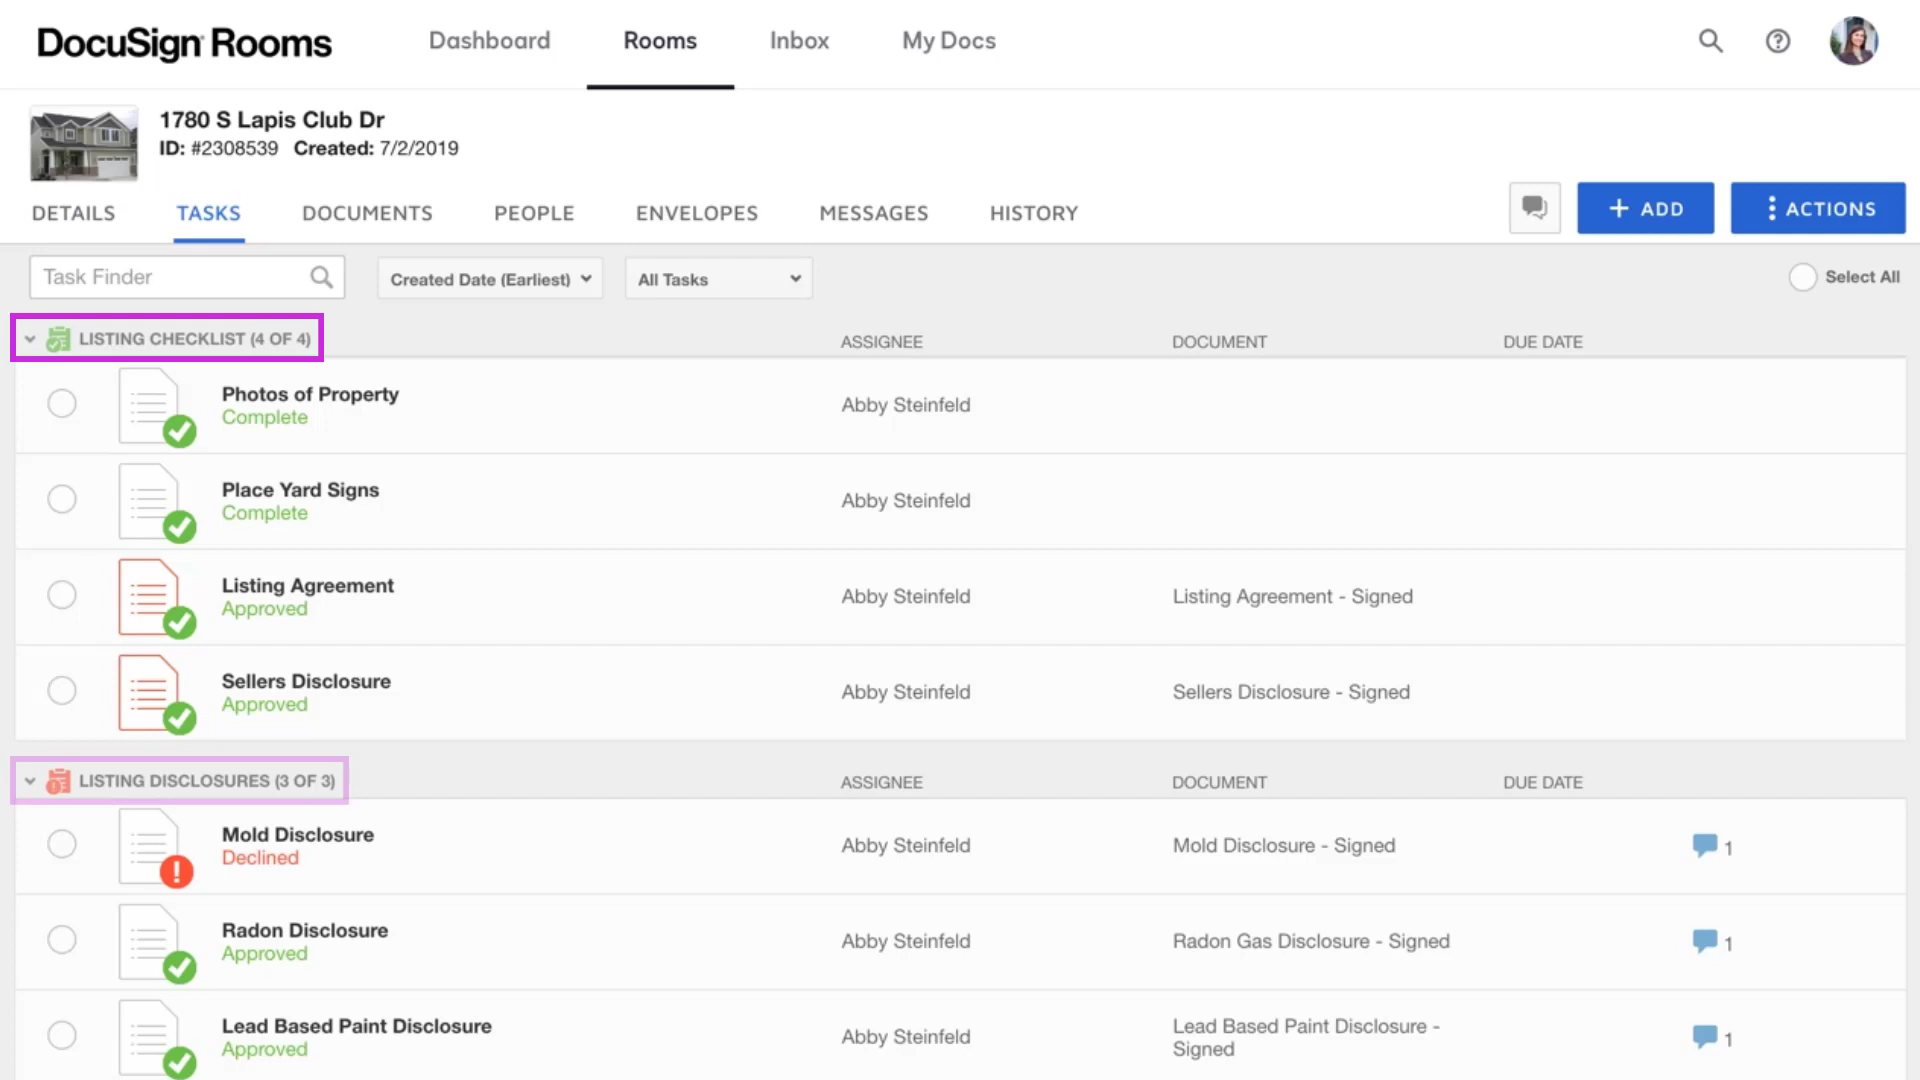 DocuSign Rooms
Dashboard
Rooms
Inbox
My Docs
1780 S Lapis Club Dr
ID: #2308539 Created: 7/2/2019
DETAILS
TASKS
DOCUMENTS
PEOPLE
ENVELOPES
MESSAGES
HISTORY
+ ADD
ACTIONS
Task Finder
Created Date (Earliest)
All Tasks
Select All
LISTING CHECKLIST (4 OF 4)
ASSIGNEE
DOCUMENT
DUE DATE
Photos of Property
Complete
Abby Steinfeld
Place Yard Signs
Complete
Abby Steinfeld
Listing Agreement
Approved
Abby Steinfeld
Listing Agreement - Signed
Sellers Disclosure
Approved
Abby Steinfeld
Sellers Disclosure - Signed
LISTING DISCLOSURES (3 OF 3)
ASSIGNEE
DOCUMENT
DUE DATE
Mold Disclosure
Declined
Abby Steinfeld
Mold Disclosure - Signed
1
Radon Disclosure
Approved
Abby Steinfeld
Radon Gas Disclosure - Signed
1
Lead Based Paint Disclosure
Approved
Abby Steinfeld
Lead Based Paint Disclosure -
Signed
1